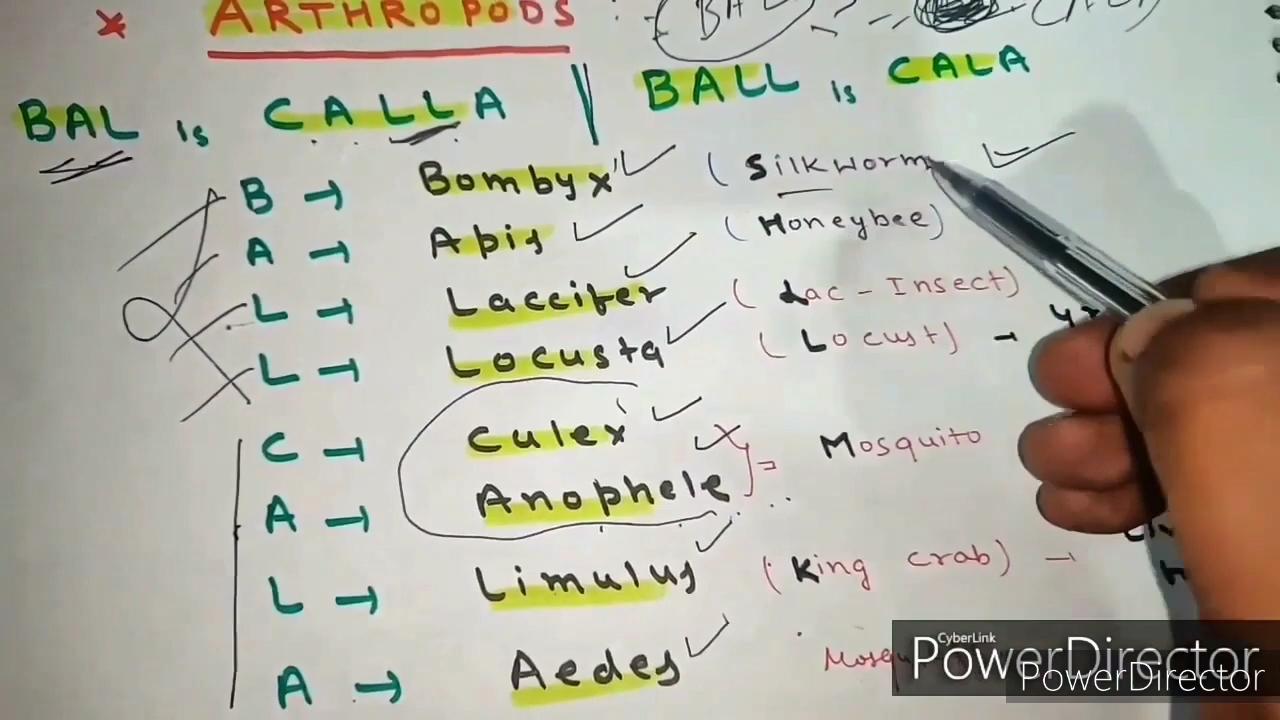 * ARTHROPODS
BAL is CALLA || BALL is CALA
B → Bombyx (Silkworm
A → Apis (Honeybee)
L → Laccifer (Lac - Insect)
L → Locusta (Locust) →
C → Culex
A → Anophele = Mosquito
L → Limulus (King Crab) →
A → Aedes
CyberLink
PowerDirector
PowerDirector